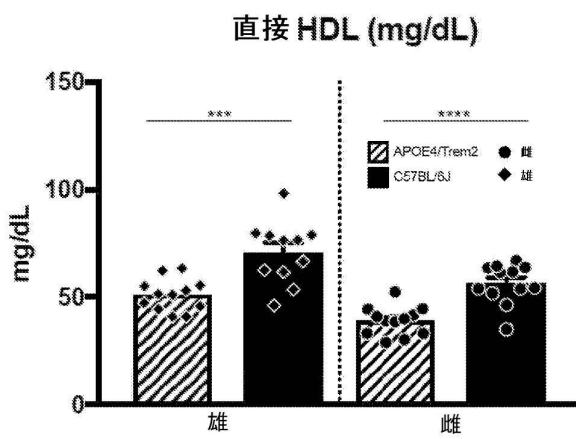 直接 HDL (mg/dL)
150
100
50
0
mg/dL
***
****
APOE4/Trem2
C57BL/6J
雌
雄
雄
雌